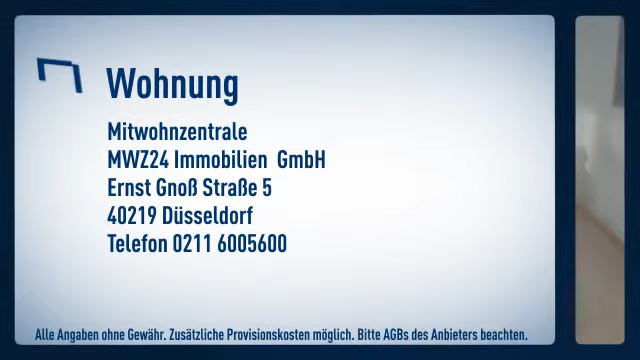 Wohnung
Mitwohnzentrale
MWZ24 Immobilien GmbH
Ernst Gnoß Straße 5
40219 Düsseldorf
Telefon 0211 6005600
Alle Angaben ohne Gewähr. Zusätzliche Provisionskosten möglich. Bitte AGBs des Anbieters beachten.